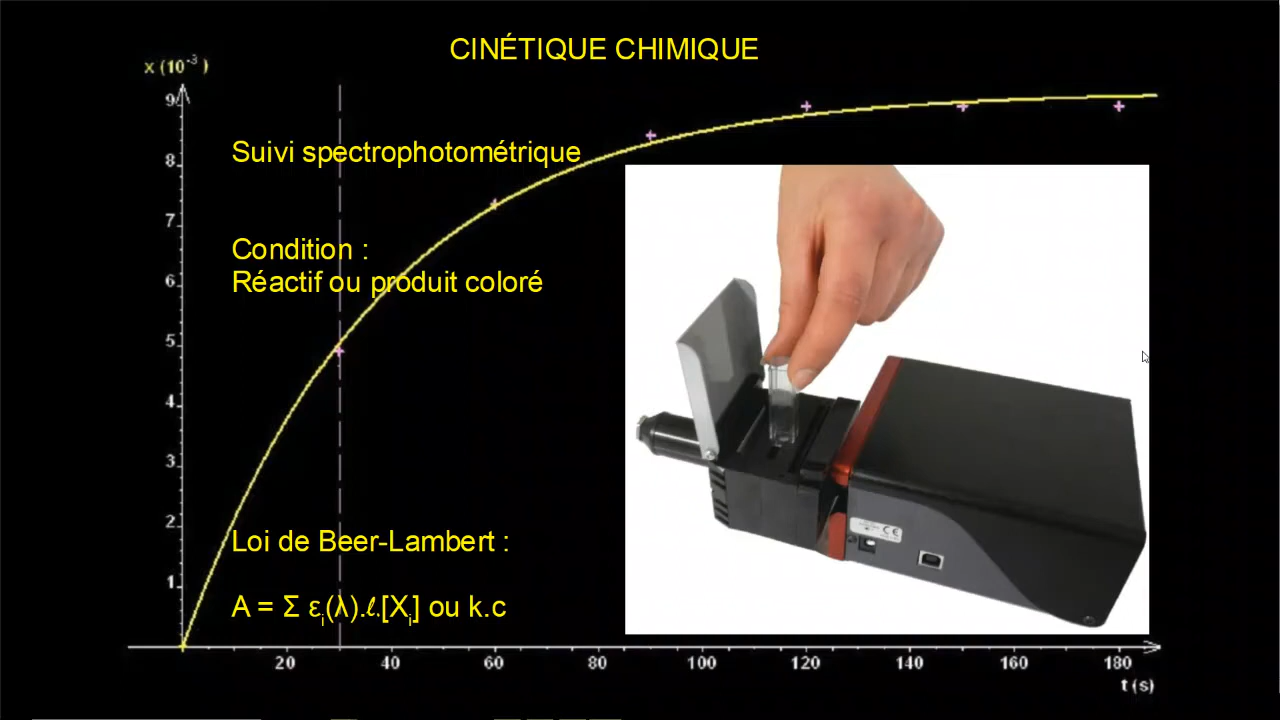 CINÉTIQUE CHIMIQUE
x (10⁻³)
9
8
7
6
5
4
3
2
1
Suivi spectrophotométrique
Condition :
Réactif ou produit coloré
Loi de Beer-Lambert :
A = Σ εᵢ(λ).ℓ.[Xᵢ] ou k.c
CE
20 40 60 80 100 120 140 160 180
t (s)